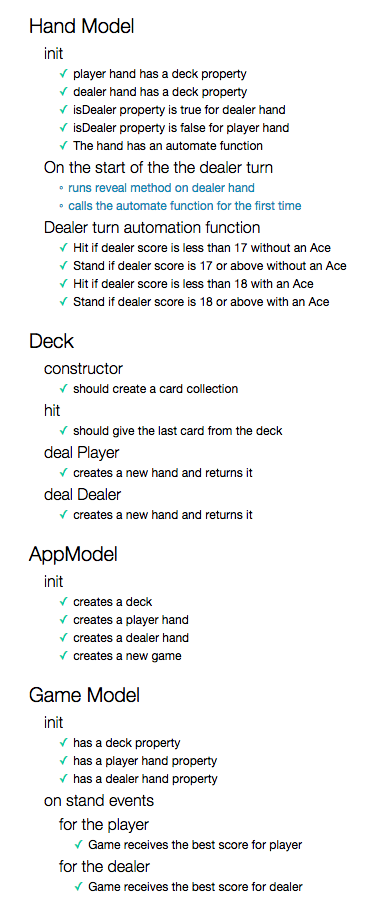 Hand Model
init
✓ player hand has a deck property
✓ dealer hand has a deck property
✓ isDealer property is true for dealer hand
✓ isDealer property is false for player hand
✓ The hand has an automate function
On the start of the the dealer turn
◦ runs reveal method on dealer hand
◦ calls the automate function for the first time
Dealer turn automation function
✓ Hit if dealer score is less than 17 without an Ace
✓ Stand if dealer score is 17 or above without an Ace
✓ Hit if dealer score is less than 18 with an Ace
✓ Stand if dealer score is 18 or above with an Ace
Deck
constructor
✓ should create a card collection
hit
✓ should give the last card from the deck
deal Player
✓ creates a new hand and returns it
deal Dealer
✓ creates a new hand and returns it
AppModel
init
✓ creates a deck
✓ creates a player hand
✓ creates a dealer hand
✓ creates a new game
Game Model
init
✓ has a deck property
✓ has a player hand property
✓ has a dealer hand property
on stand events
for the player
✓ Game receives the best score for player
for the dealer
✓ Game receives the best score for dealer